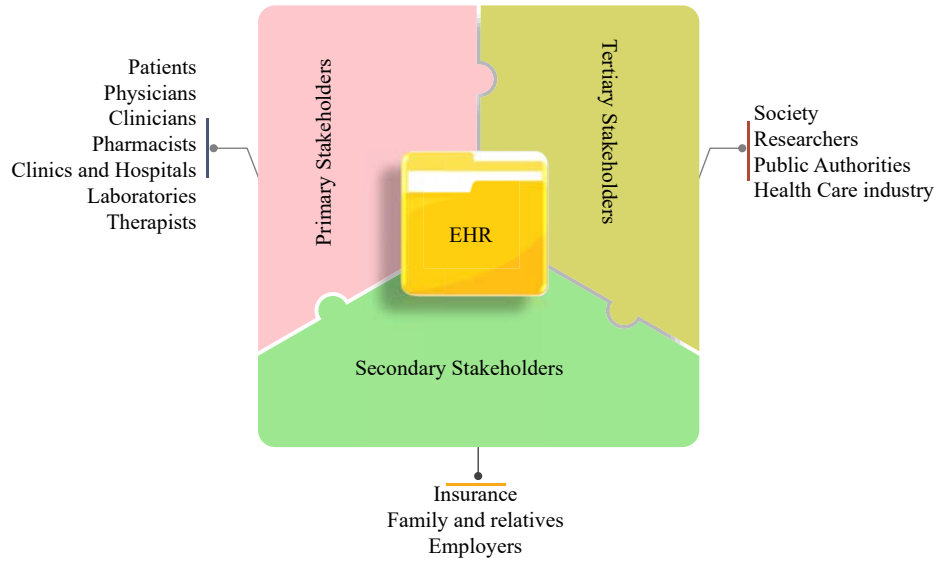 Patients
Physicians
Clinicians
Pharmacists
Clinics and Hospitals
Laboratories
Therapists
Primary Stakeholders
EHR
Tertiary Stakeholders
Society
Researchers
Public Authorities
Health Care industry
Secondary Stakeholders
Insurance
Family and relatives
Employers